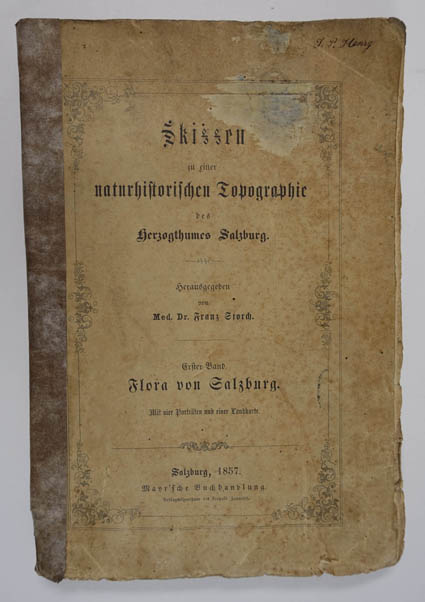 J. P. Henry
Skizzen
zu einer
naturhistorischen Topographie
des
Herzogthumes Salzburg.
Herausgegeben
von
Med. Dr. Franz Storch.
Erster Band.
Flora von Salzburg.
Mit vier Porträten und einer Landkarte.
Salzburg, 1857.
Mayr'sche Buchhandlung